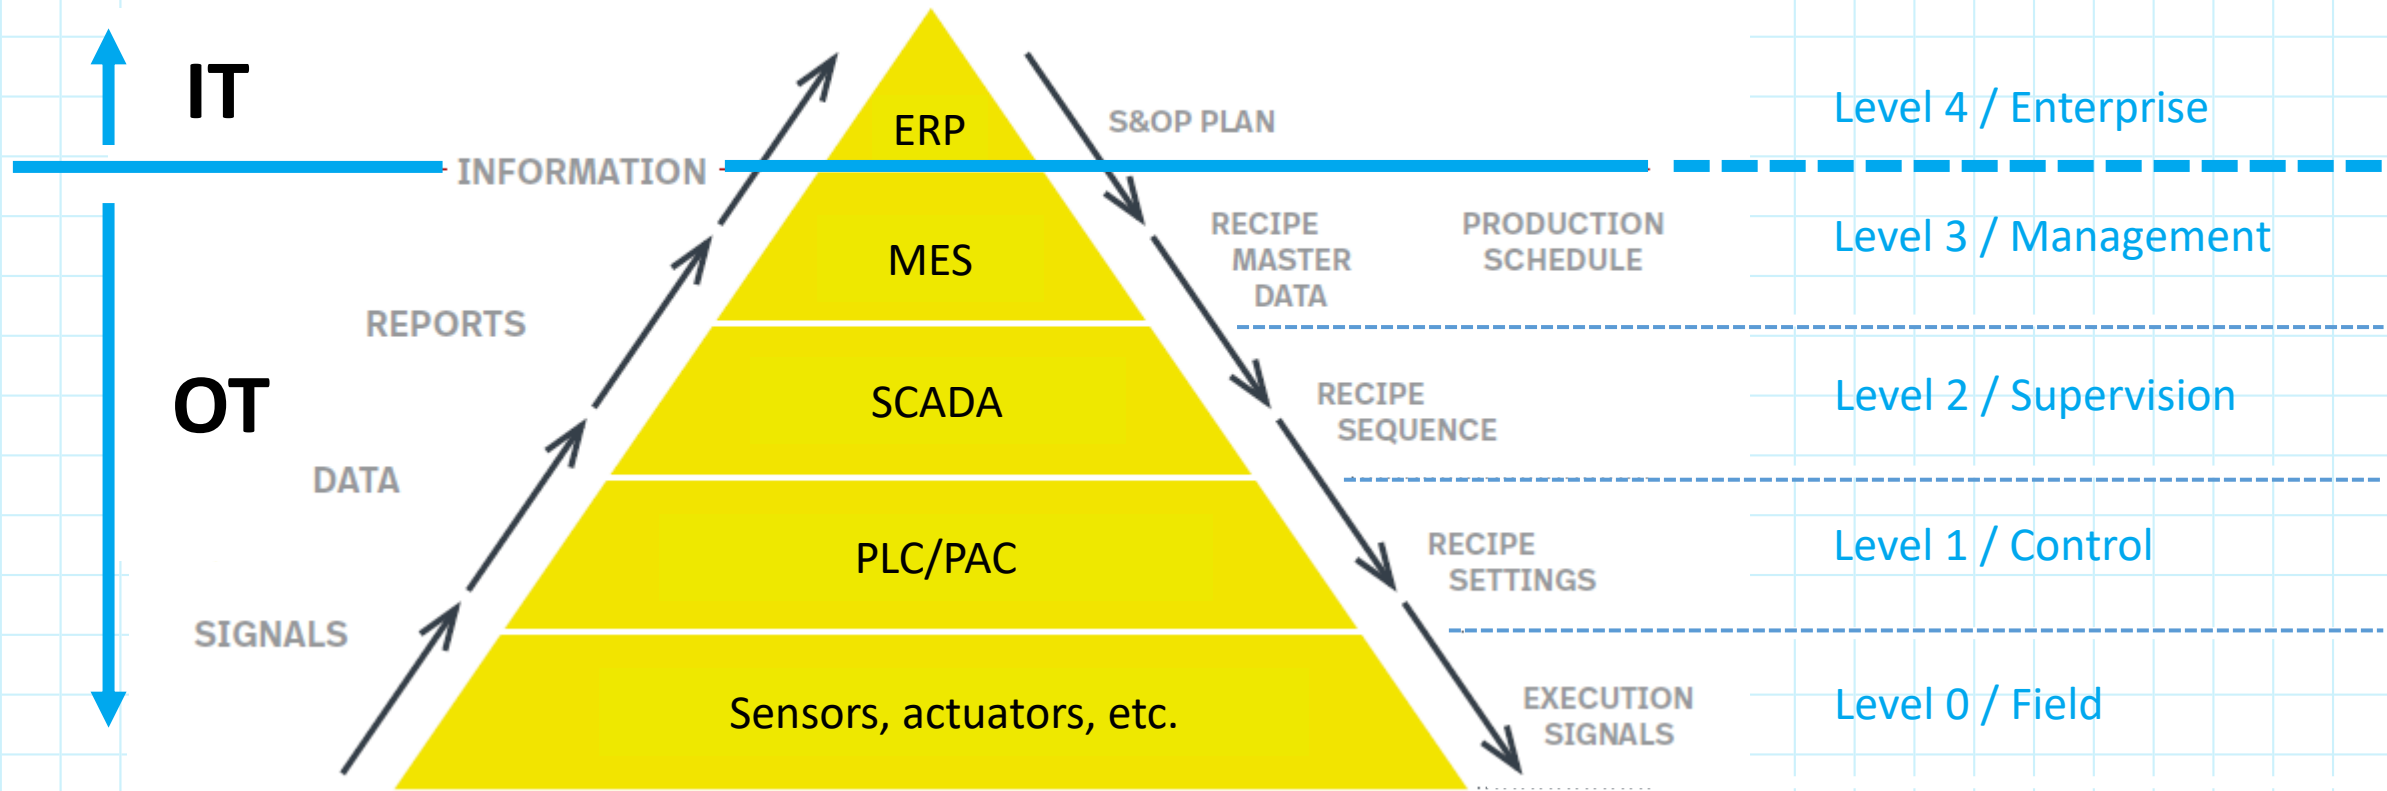 IT
ERP
S&OP PLAN
Level 4 / Enterprise
INFORMATION
MES
RECIPE
MASTER
DATA
PRODUCTION
SCHEDULE
Level 3 / Management
REPORTS
OT
SCADA
RECIPE
SEQUENCE
Level 2 / Supervision
DATA
PLC/PAC
RECIPE
SETTINGS
Level 1 / Control
SIGNALS
Sensors, actuators, etc.
EXECUTION
SIGNALS
Level 0 / Field